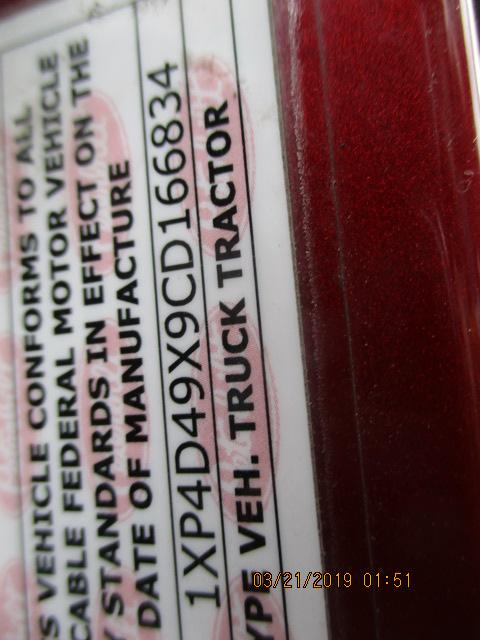 S VEHICLE CONFORMS TO ALL
CABLE FEDERAL MOTOR VEHICLE
Y STANDARDS IN EFFECT ON THE
DATE OF MANUFACTURE
1XP4D49X9CD166834
YPE VEH. TRUCK TRACTOR
03/21/2019 01:51